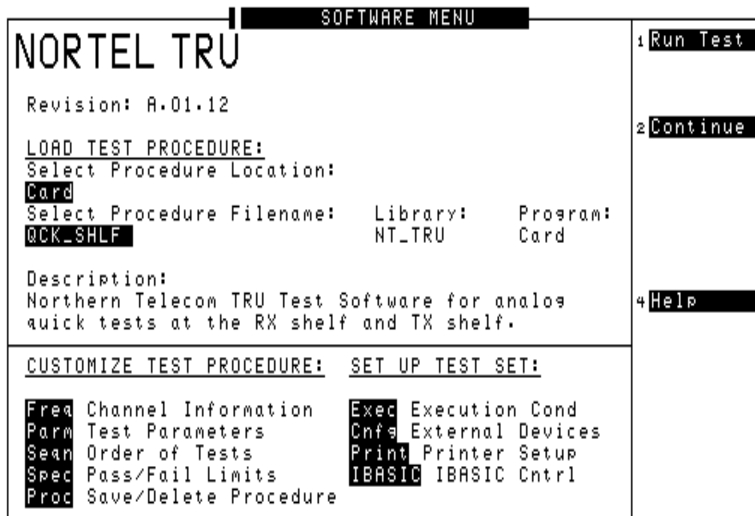 SOFTWARE MENU
NORTEL TRU
Revision: A.01.12
LOAD TEST PROCEDURE:
Select Procedure Location:
Card
Select Procedure Filename: Library: Program:
QCK_SHLF NT_TRU Card
Description:
Northern Telecom TRU Test Software for analog
quick tests at the RX shelf and TX shelf.
CUSTOMIZE TEST PROCEDURE: SET UP TEST SET:
Freq Channel Information Exec Execution Cond
Parm Test Parameters Cnfg External Devices
Seqn Order of Tests Print Printer Setup
Spec Pass/Fail Limits IBASIC IBASIC Cntrl
Proc Save/Delete Procedure
1 Run Test
2 Continue
4 Help